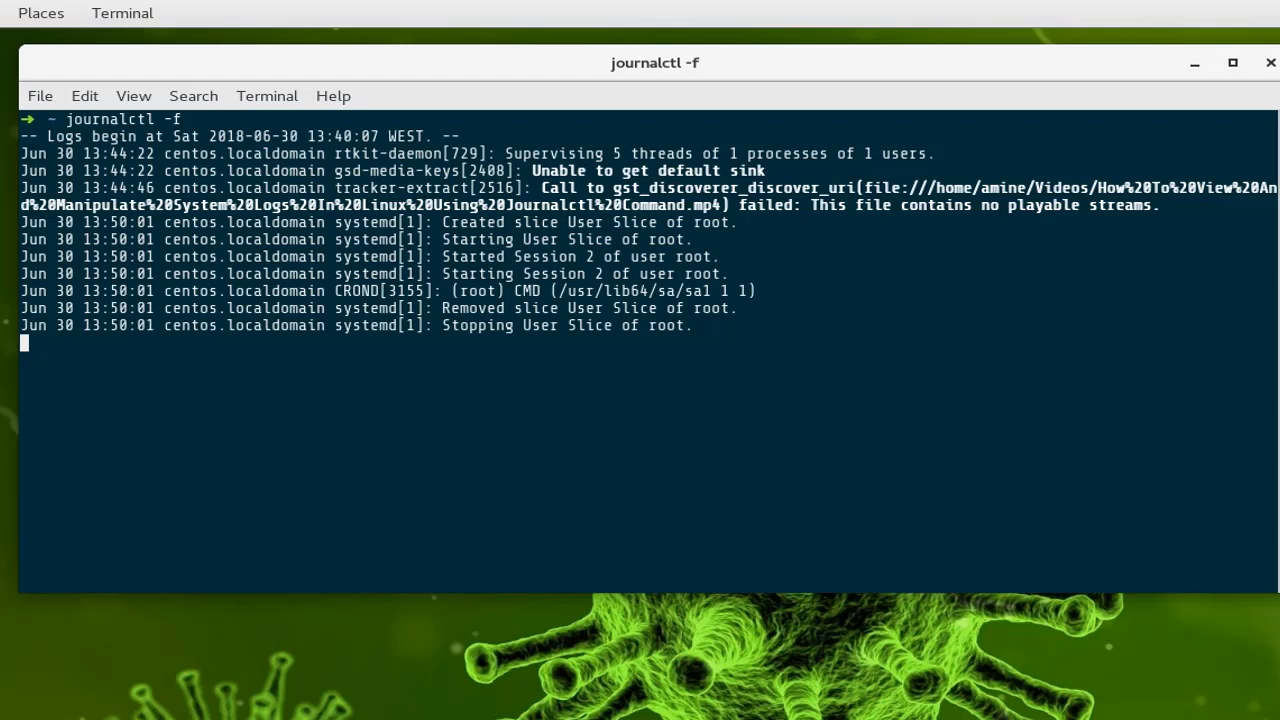 Places Terminal
journalctl -f
File Edit View Search Terminal Help
➜ ~ journalctl -f
-- Logs begin at Sat 2018-06-30 13:40:07 WEST. --
Jun 30 13:44:22 centos.localdomain rtkit-daemon[729]: Supervising 5 threads of 1 processes of 1 users.
Jun 30 13:44:22 centos.localdomain gsd-media-keys[2408]: Unable to get default sink
Jun 30 13:44:46 centos.localdomain tracker-extract[2516]: Call to gst_discoverer_discover_uri(file:///home/amine/Videos/How%20To%20View%20An
d%20Manipulate%20System%20Logs%20In%20Linux%20Using%20Journalctl%20Command.mp4) failed: This file contains no playable streams.
Jun 30 13:50:01 centos.localdomain systemd[1]: Created slice User Slice of root.
Jun 30 13:50:01 centos.localdomain systemd[1]: Starting User Slice of root.
Jun 30 13:50:01 centos.localdomain systemd[1]: Started Session 2 of user root.
Jun 30 13:50:01 centos.localdomain systemd[1]: Starting Session 2 of user root.
Jun 30 13:50:01 centos.localdomain CROND[3155]: (root) CMD (/usr/lib64/sa/sa1 1 1)
Jun 30 13:50:01 centos.localdomain systemd[1]: Removed slice User Slice of root.
Jun 30 13:50:01 centos.localdomain systemd[1]: Stopping User Slice of root.